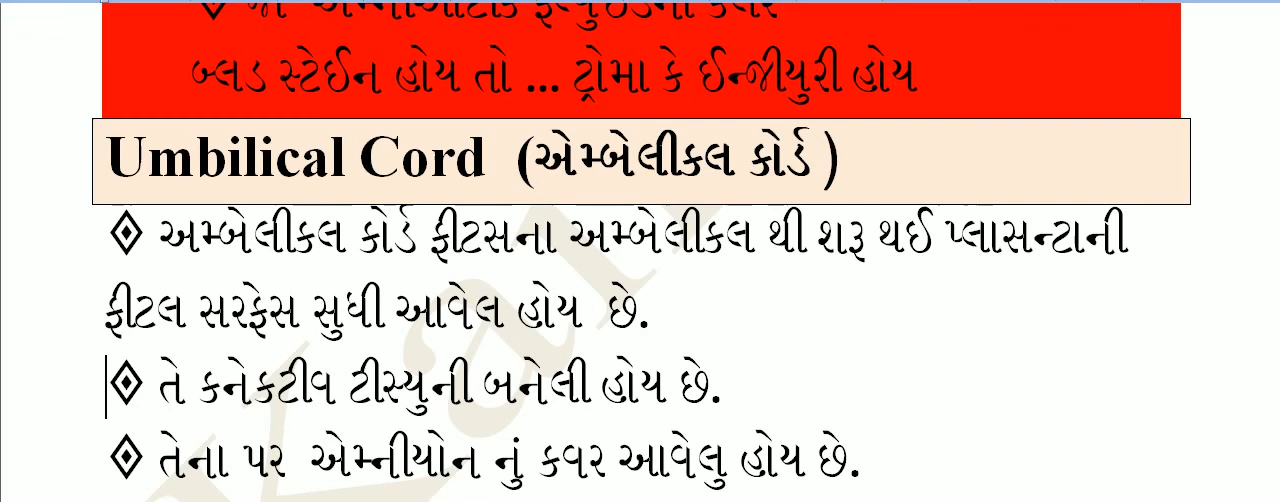 બ્લડ સ્ટેઈન હોય તો ... ટ્રોમા કે ઈન્જીયુરી હોય
Umbilical Cord (એમ્બેલીકલ કોર્ડ )
અમ્બેલીકલ કોર્ડ ફીટસના અમ્બેલીકલ થી શરૂ થઈ પ્લાસન્ટાની
ફીટલ સરફેસ સુધી આવેલ હોય છે.
તે કનેકટીવ ટીસ્યુની બનેલી હોય છે.
તેના પર એમ્નીયોન નું કવર આવેલુ હોય છે.